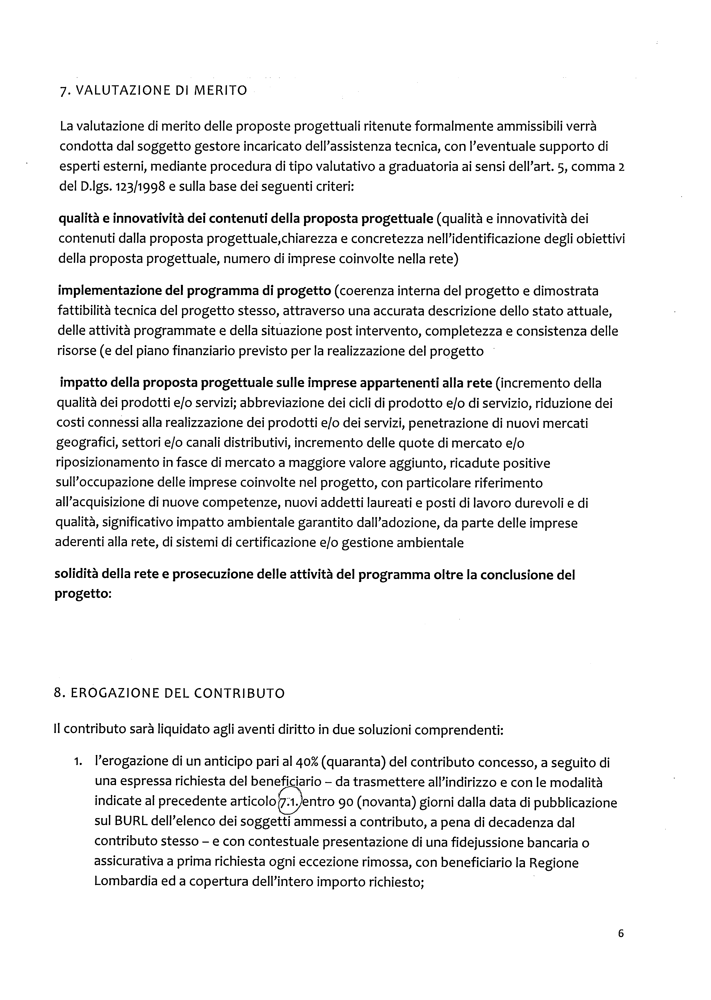 7. VALUTAZIONE DI MERITO
La valutazione di merito delle proposte progettuali ritenute formalmente ammissibili verrà
condotta dal soggetto gestore incaricato dell'assistenza tecnica, con l'eventuale supporto di
esperti esterni, mediante procedura di tipo valutativo a graduatoria ai sensi dell'art. 5, comma 2
del D.lgs. 123/1998 e sulla base dei seguenti criteri:
qualità e innovatività dei contenuti della proposta progettuale (qualità e innovatività dei
contenuti dalla proposta progettuale,chiarezza e concretezza nell'identificazione degli obiettivi
della proposta progettuale, numero di imprese coinvolte nella rete)
implementazione del programma di progetto (coerenza interna del progetto e dimostrata
fattibilità tecnica del progetto stesso, attraverso una accurata descrizione dello stato attuale,
delle attività programmate e della situazione post intervento, completezza e consistenza delle
risorse (e del piano finanziario previsto per la realizzazione del progetto
impatto della proposta progettuale sulle imprese appartenenti alla rete (incremento della
qualità dei prodotti e/o servizi; abbreviazione dei cicli di prodotto e/o di servizio, riduzione dei
costi connessi alla realizzazione dei prodotti e/o dei servizi, penetrazione di nuovi mercati
geografici, settori e/o canali distributivi, incremento delle quote di mercato e/o
riposizionamento in fasce di mercato a maggiore valore aggiunto, ricadute positive
sull'occupazione delle imprese coinvolte nel progetto, con particolare riferimento
all'acquisizione di nuove competenze, nuovi addetti laureati e posti di lavoro durevoli e di
qualità, significativo impatto ambientale garantito dall'adozione, da parte delle imprese
aderenti alla rete, di sistemi di certificazione e/o gestione ambientale
solidità della rete e prosecuzione delle attività del programma oltre la conclusione del
progetto:
8. EROGAZIONE DEL CONTRIBUTO
Il contributo sarà liquidato agli aventi diritto in due soluzioni comprendenti:
1. l'erogazione di un anticipo pari al 40% (quaranta) del contributo concesso, a seguito di
una espressa richiesta del beneficiario – da trasmettere all'indirizzo e con le modalità
indicate al precedente articolo 7.1. entro 90 (novanta) giorni dalla data di pubblicazione
sul BURL dell'elenco dei soggetti ammessi a contributo, a pena di decadenza dal
contributo stesso – e con contestuale presentazione di una fidejussione bancaria o
assicurativa a prima richiesta ogni eccezione rimossa, con beneficiario la Regione
Lombardia ed a copertura dell'intero importo richiesto;
6